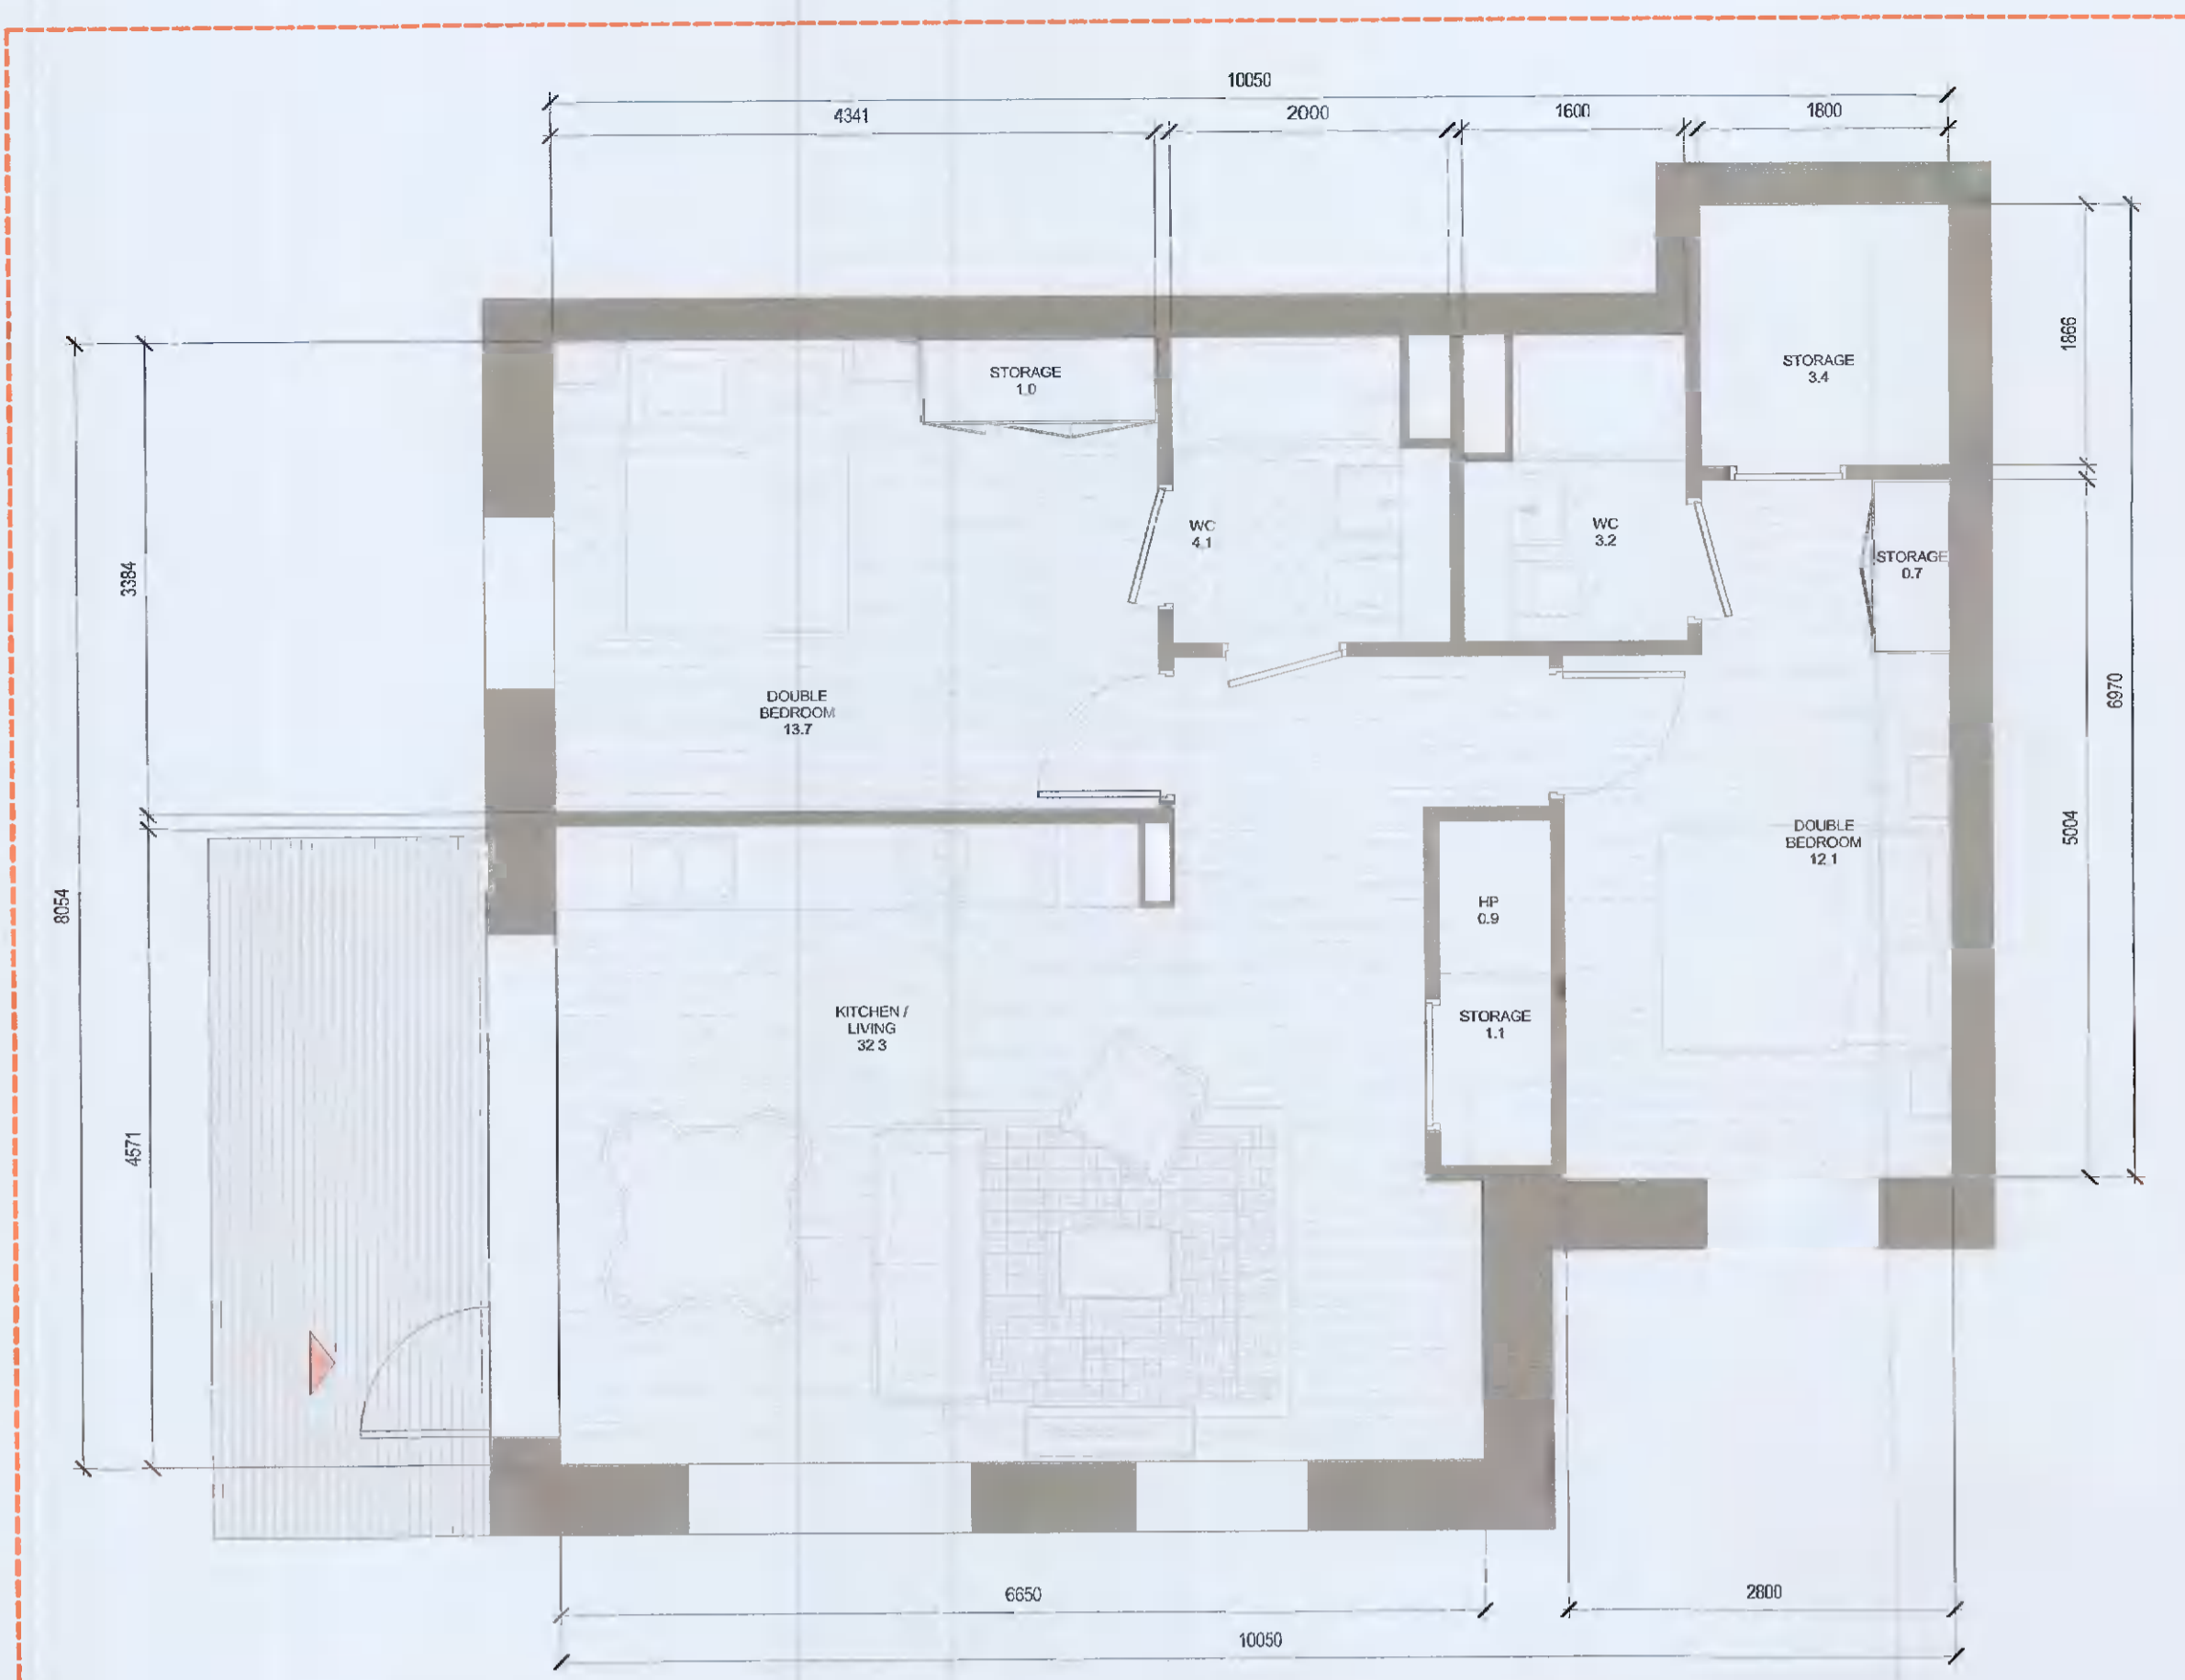 10050
4341
2000
1600
1800
STORAGE
1.0
STORAGE
3.4
1866
WC
4.1
WC
3.2
STORAGE
0.7
3384
6970
DOUBLE
BEDROOM
13.7
DOUBLE
BEDROOM
12.1
5004
8054
HP
0.9
KITCHEN /
LIVING
32.3
STORAGE
1.1
4571
6650
2800
10050